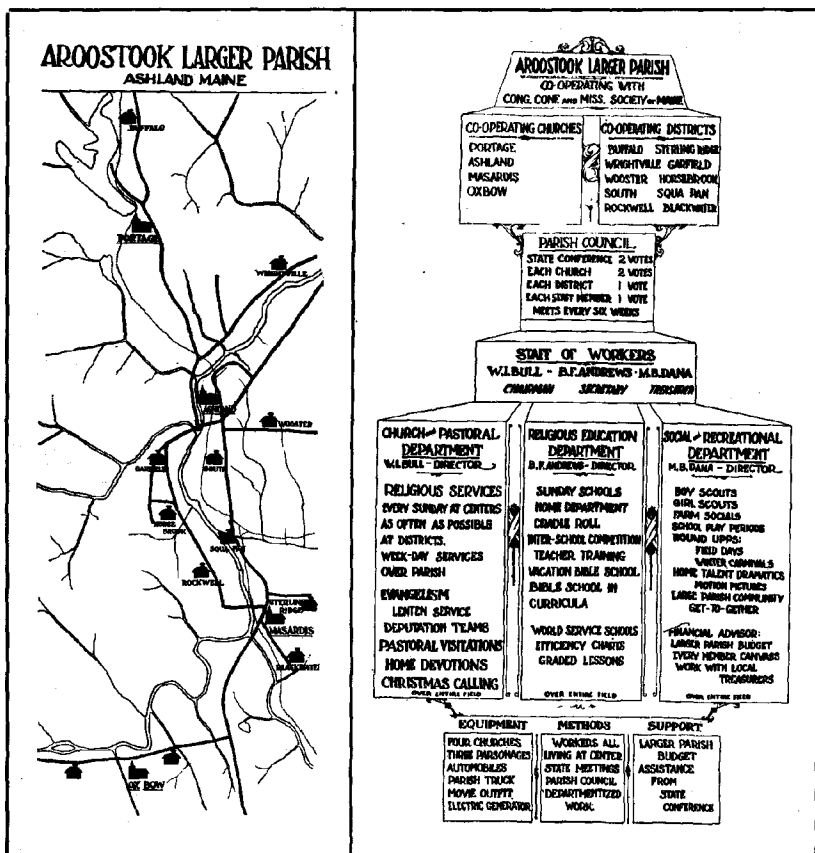 AROOSTOOK LARGER PARISH
ASHLAND MAINE
BUFFALO
PORTAGE
WRIGHTVILLE
ASHLAND
WOOSTER
GARFIELD
SOUTH
HORSE
BROOK
SQUA PAN
ROCKWELL
RIDGE
MASARDIS
BLACKWATER
OX BOW
AROOSTOOK LARGER PARISH
CO-OPERATING WITH
CONG. CONF AND MISS. SOCIETY OF MAINE
CO-OPERATING CHURCHES
PORTAGE
ASHLAND
MASARDIS
OXBOW
CO-OPERATING DISTRICTS
BUFFALO STERLING RIDGE
WRIGHTVILLE GARFIELD
WOOSTER HORSEBROOK
SOUTH SQUA PAN
ROCKWELL BLACKWATER
PARISH COUNCIL
STATE CONFERENCE 2 VOTES
EACH CHURCH 2 VOTES
EACH DISTRICT 1 VOTE
EACH STAFF MEMBER 1 VOTE
MEETS EVERY SIX WEEKS
STAFF OF WORKERS
W.I.BULL - B.F.ANDREWS - M.B.DANA
CHAIRMAN SECRETARY TREASURER
CHURCH AND PASTORAL
DEPARTMENT
W.I.BULL - DIRECTOR
RELIGIOUS SERVICES
EVERY SUNDAY AT CENTERS
AS OFTEN AS POSSIBLE
AT DISTRICTS.
WEEK-DAY SERVICES
OVER PARISH
EVANGELISM
LENTEN SERVICE
DEPUTATION TEAMS
PASTORAL VISITATIONS
HOME DEVOTIONS
CHRISTMAS CALLING
OVER ENTIRE FIELD
RELIGIOUS EDUCATION
DEPARTMENT
B.F.ANDREWS-DIRECTOR
SUNDAY SCHOOLS
HOME DEPARTMENT
CRADLE ROLL
INTER-SCHOOL COMPETITION
TEACHER TRAINING
VACATION BIBLE SCHOOL
BIBLE SCHOOL IN
CURRICULA
WORLD SERVICE SCHOOLS
EFFICIENCY CHARTS
GRADED LESSONS
OVER ENTIRE FIELD
SOCIAL AND RECREATIONAL
DEPARTMENT
M.B.DANA - DIRECTOR
BOY SCOUTS
GIRL SCOUTS
FARM SOCIALS
SCHOOL PLAY PERIODS
ROUND UPPS:
FIELD DAYS
WINTER CARNIVALS
HOME TALENT DRAMATICS
MOTION PICTURES
LARGE PARISH COMMUNITY
GET-TO-GETHER
FINANCIAL ADVISOR:
LARGER PARISH BUDGET
EVERY MEMBER CANVASS
WORK WITH LOCAL
TREASURERS
OVER ENTIRE FIELD
EQUIPMENT
FOUR CHURCHES
THREE PARSONAGES
AUTOMOBILES
PARISH TRUCK
MOVIE OUTFIT
ELECTRIC GENERATOR
METHODS
WORKERS ALL
LIVING AT CENTER
STATE MEETINGS
PARISH COUNCIL
DEPARTMENTIZED
WORK
SUPPORT
LARGER PARISH
BUDGET
ASSISTANCE
FROM
STATE
CONFERENCE